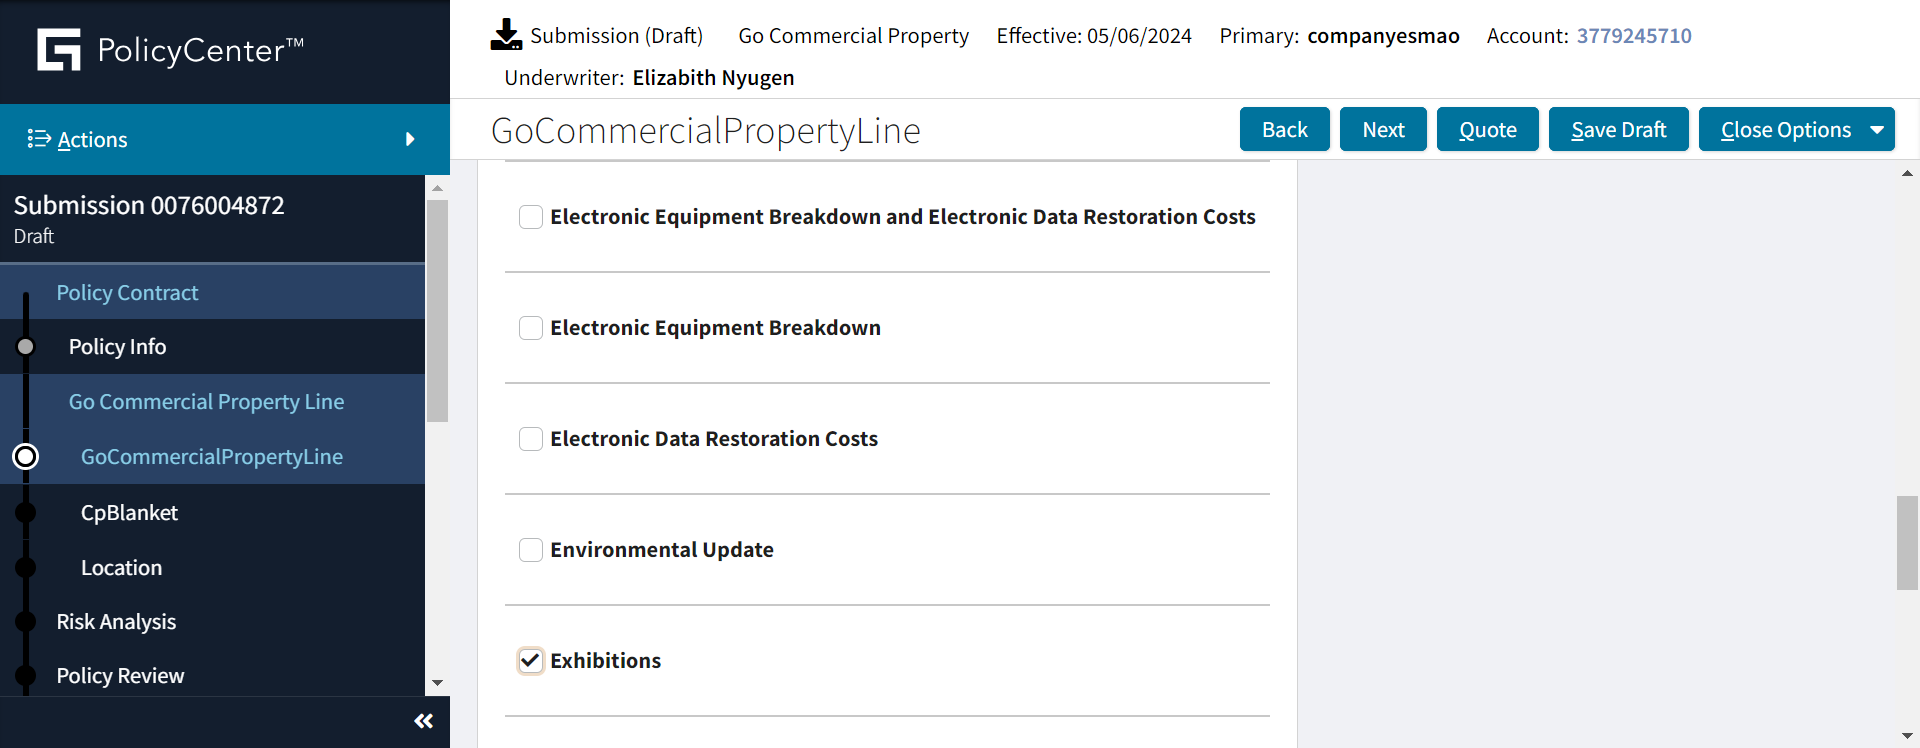 PolicyCenter™
Submission (Draft) Go Commercial Property Effective: 05/06/2024 Primary: companyesmao Account: 3779245710
Underwriter: Elizabith Nyugen
Actions
GoCommercialPropertyLine Back Next Quote Save Draft Close Options
Submission 0076004872
Draft
Policy Contract
Policy Info
Go Commercial Property Line
GoCommercialPropertyLine
CpBlanket
Location
Risk Analysis
Policy Review
Electronic Equipment Breakdown and Electronic Data Restoration Costs
Electronic Equipment Breakdown
Electronic Data Restoration Costs
Environmental Update
Exhibitions